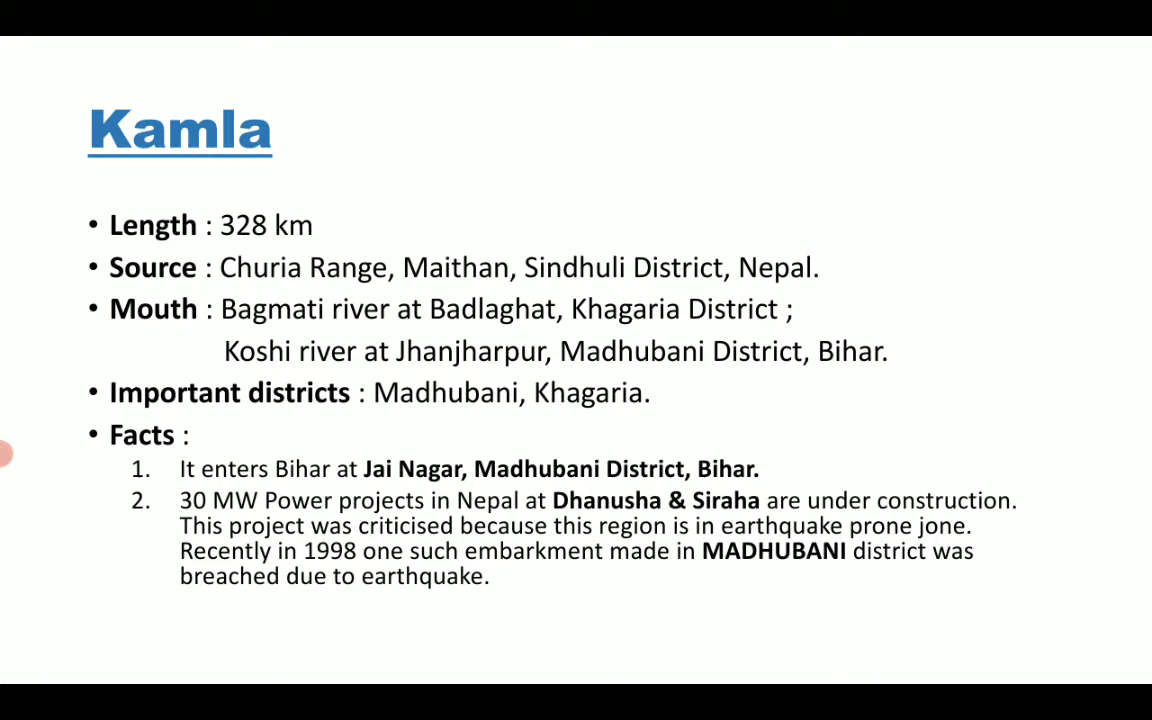 Kamla
• Length : 328 km
• Source : Churia Range, Maithan, Sindhuli District, Nepal.
• Mouth : Bagmati river at Badlaghat, Khagaria District ;
Koshi river at Jhanjharpur, Madhubani District, Bihar.
• Important districts : Madhubani, Khagaria.
• Facts :
1. It enters Bihar at Jai Nagar, Madhubani District, Bihar.
2. 30 MW Power projects in Nepal at Dhanusha & Siraha are under construction.
This project was criticised because this region is in earthquake prone jone.
Recently in 1998 one such embarkment made in MADHUBANI district was
breached due to earthquake.